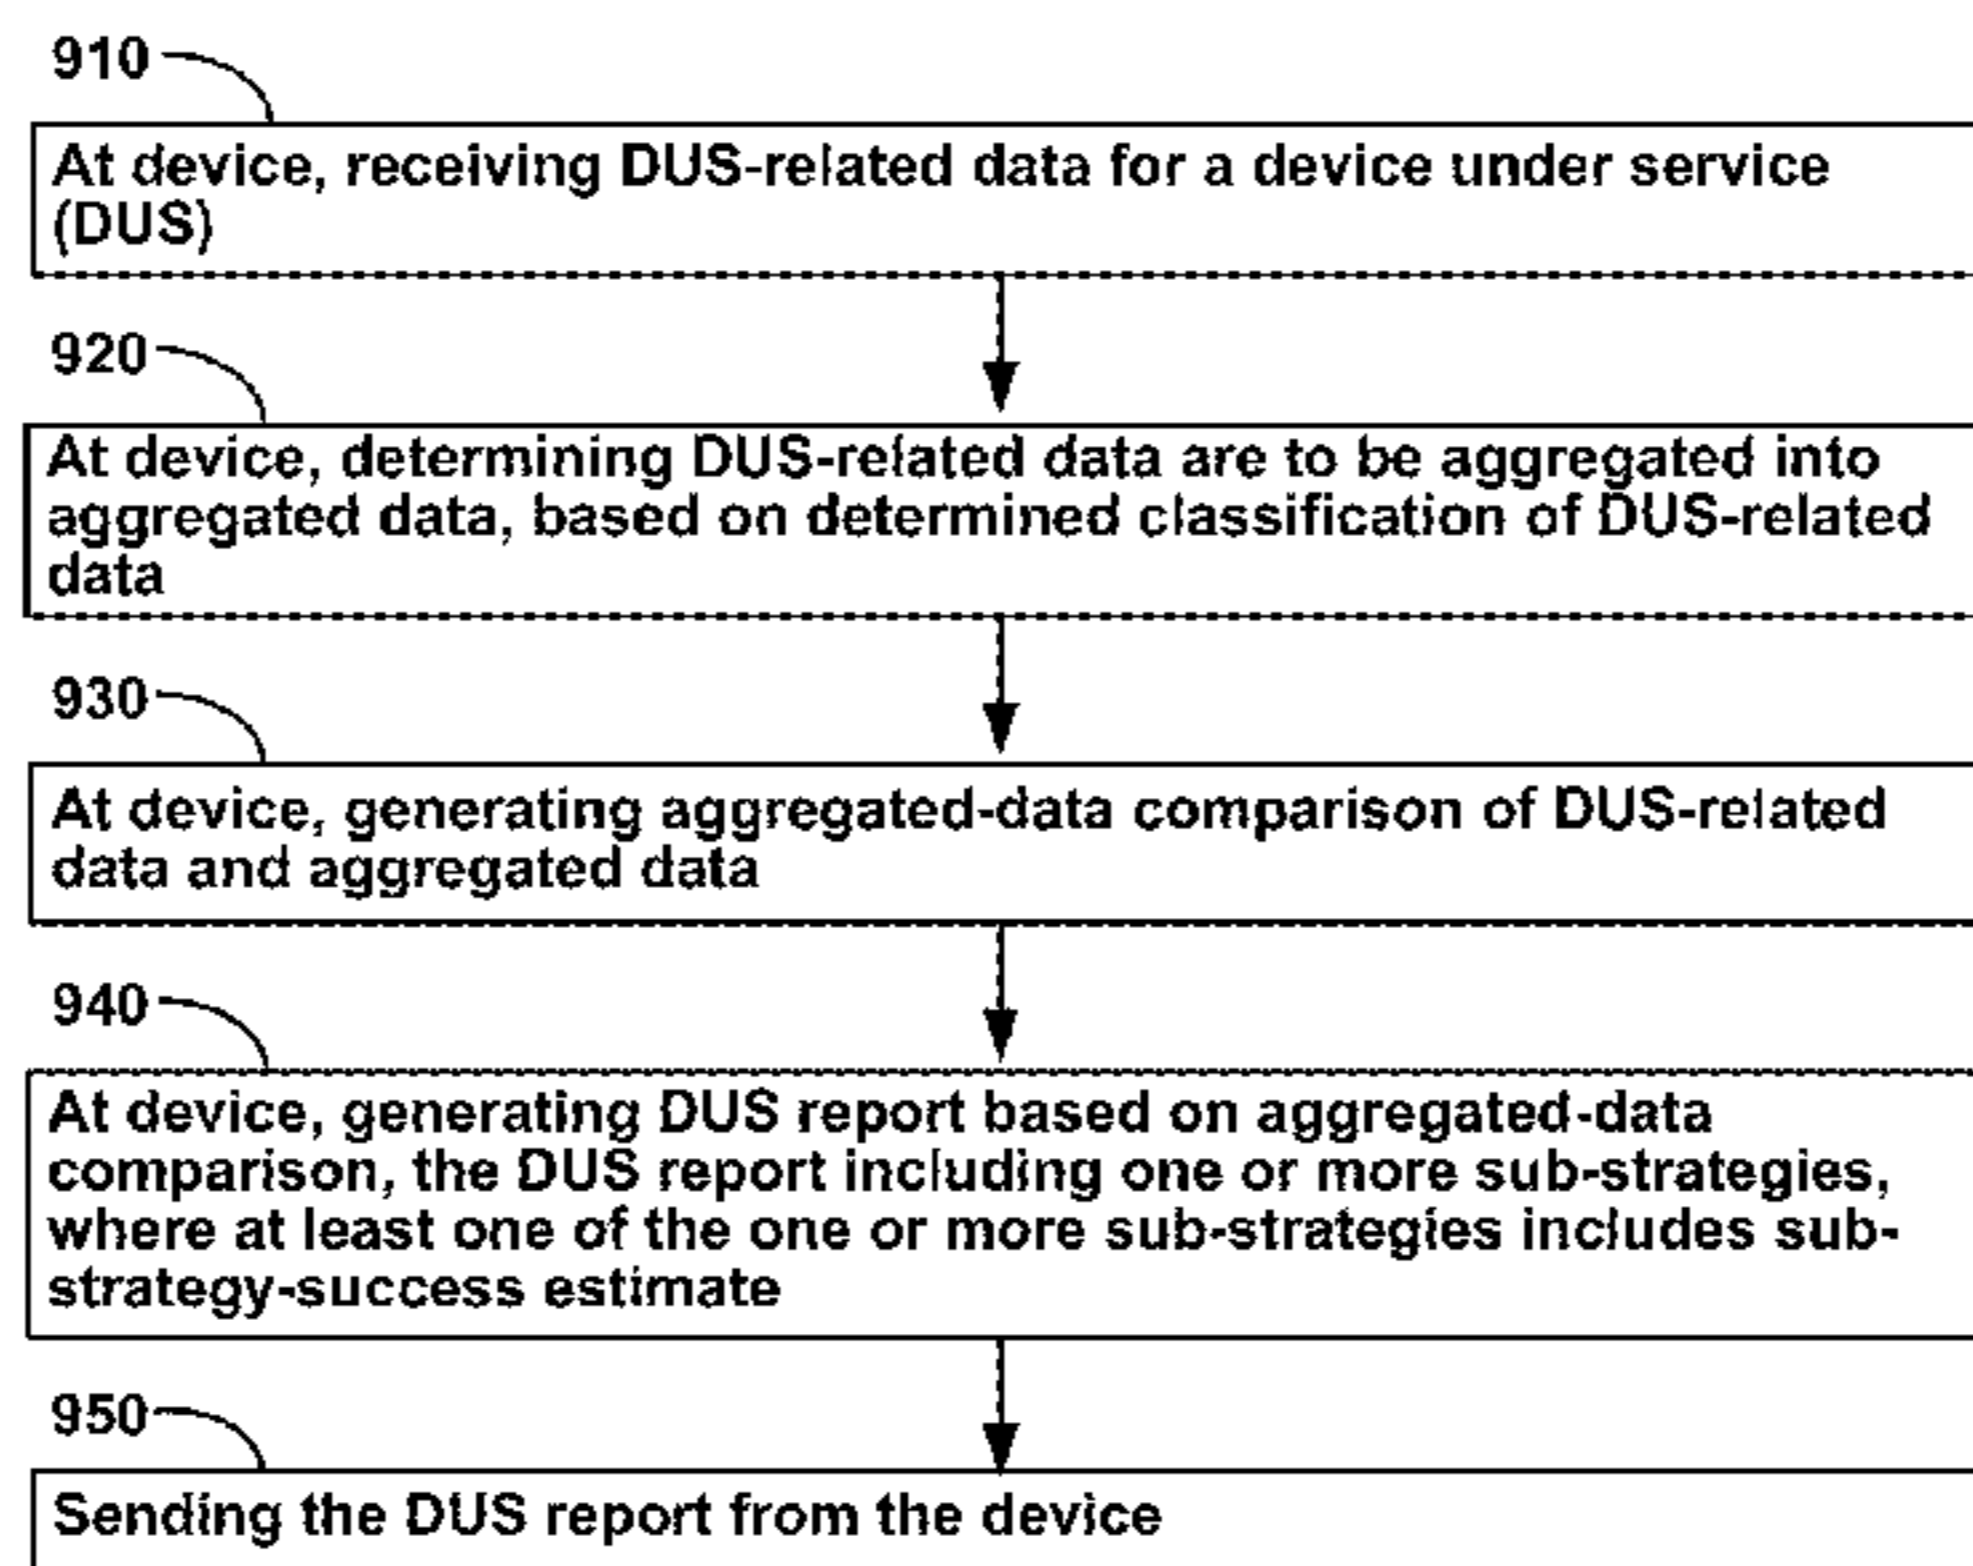 910
At device, receiving DUS-related data for a device under service
(DUS)
920
At device, determining DUS-related data are to be aggregated into
aggregated data, based on determined classification of DUS-related
data
930
At device, generating aggregated-data comparison of DUS-related
data and aggregated data
940
At device, generating DUS report based on aggregated-data
comparison, the DUS report including one or more sub-strategies,
where at least one of the one or more sub-strategies includes sub-
strategy-success estimate
950
Sending the DUS report from the device